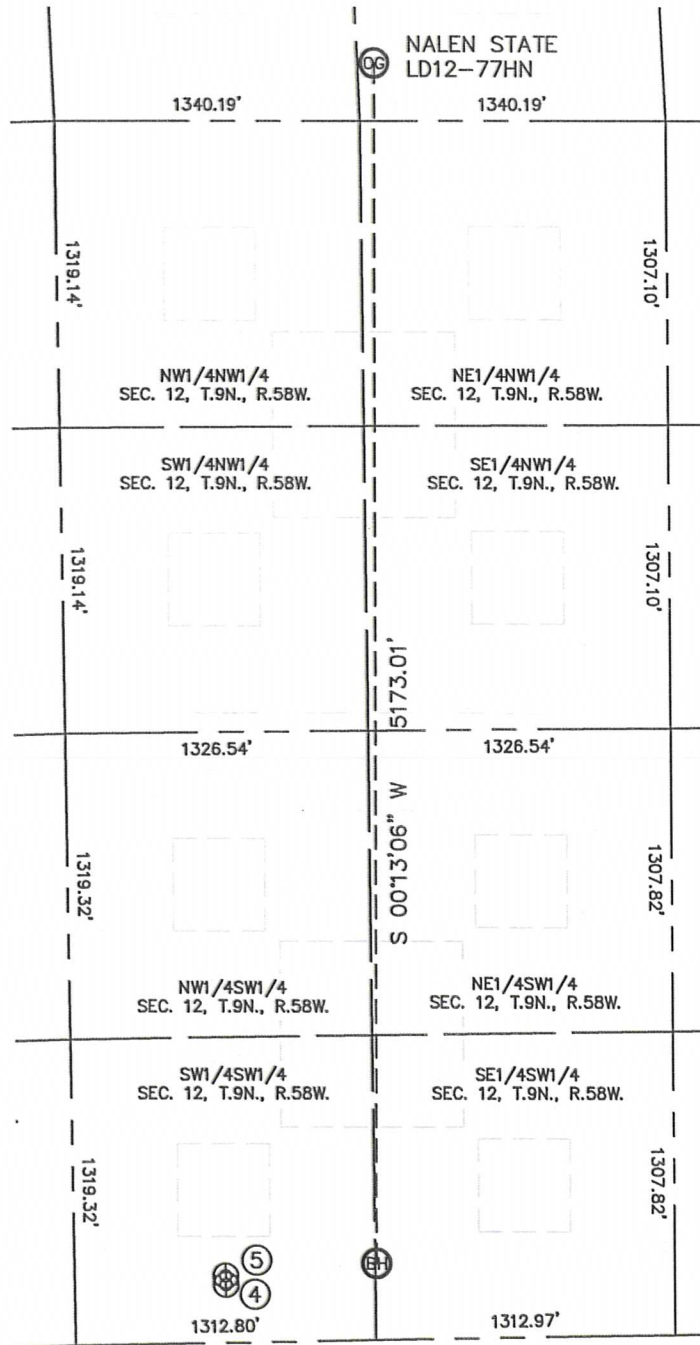 NALEN STATE
LD12-77HN
OG
1340.19'
1340.19'
1319.14'
1307.10'
NW1/4NW1/4
SEC. 12, T.9N., R.58W.
NE1/4NW1/4
SEC. 12, T.9N., R.58W.
SW1/4NW1/4
SEC. 12, T.9N., R.58W.
SE1/4NW1/4
SEC. 12, T.9N., R.58W.
1319.14'
1307.10'
S 00°13'06" W 5173.01'
1326.54'
1326.54'
1319.32'
1307.82'
NW1/4SW1/4
SEC. 12, T.9N., R.58W.
NE1/4SW1/4
SEC. 12, T.9N., R.58W.
SW1/4SW1/4
SEC. 12, T.9N., R.58W.
SE1/4SW1/4
SEC. 12, T.9N., R.58W.
1319.32'
1307.82'
5
BH
4
1312.80'
1312.97'